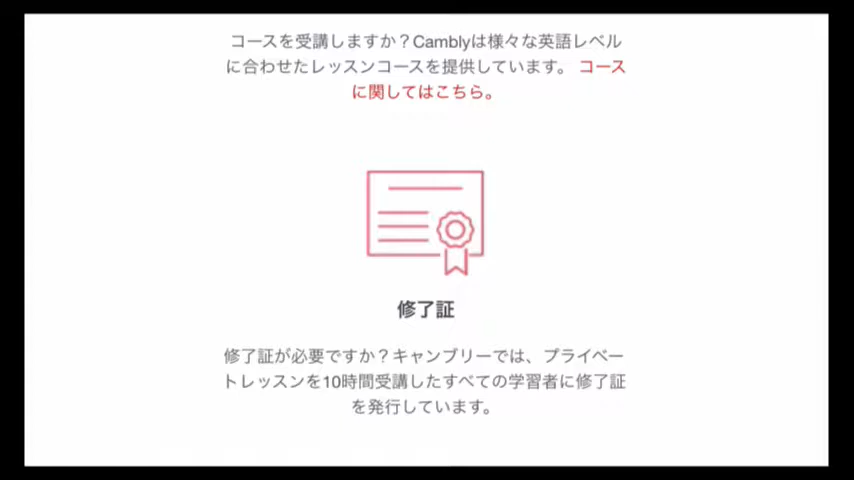 コースを受講しますか？Camblyは様々な英語レベル
に合わせたレッスンコースを提供しています。 コース
に関してはこちら。
修了証
修了証が必要ですか？キャンブリーでは、プライベー
トレッスンを10時間受講したすべての学習者に修了証
を発行しています。